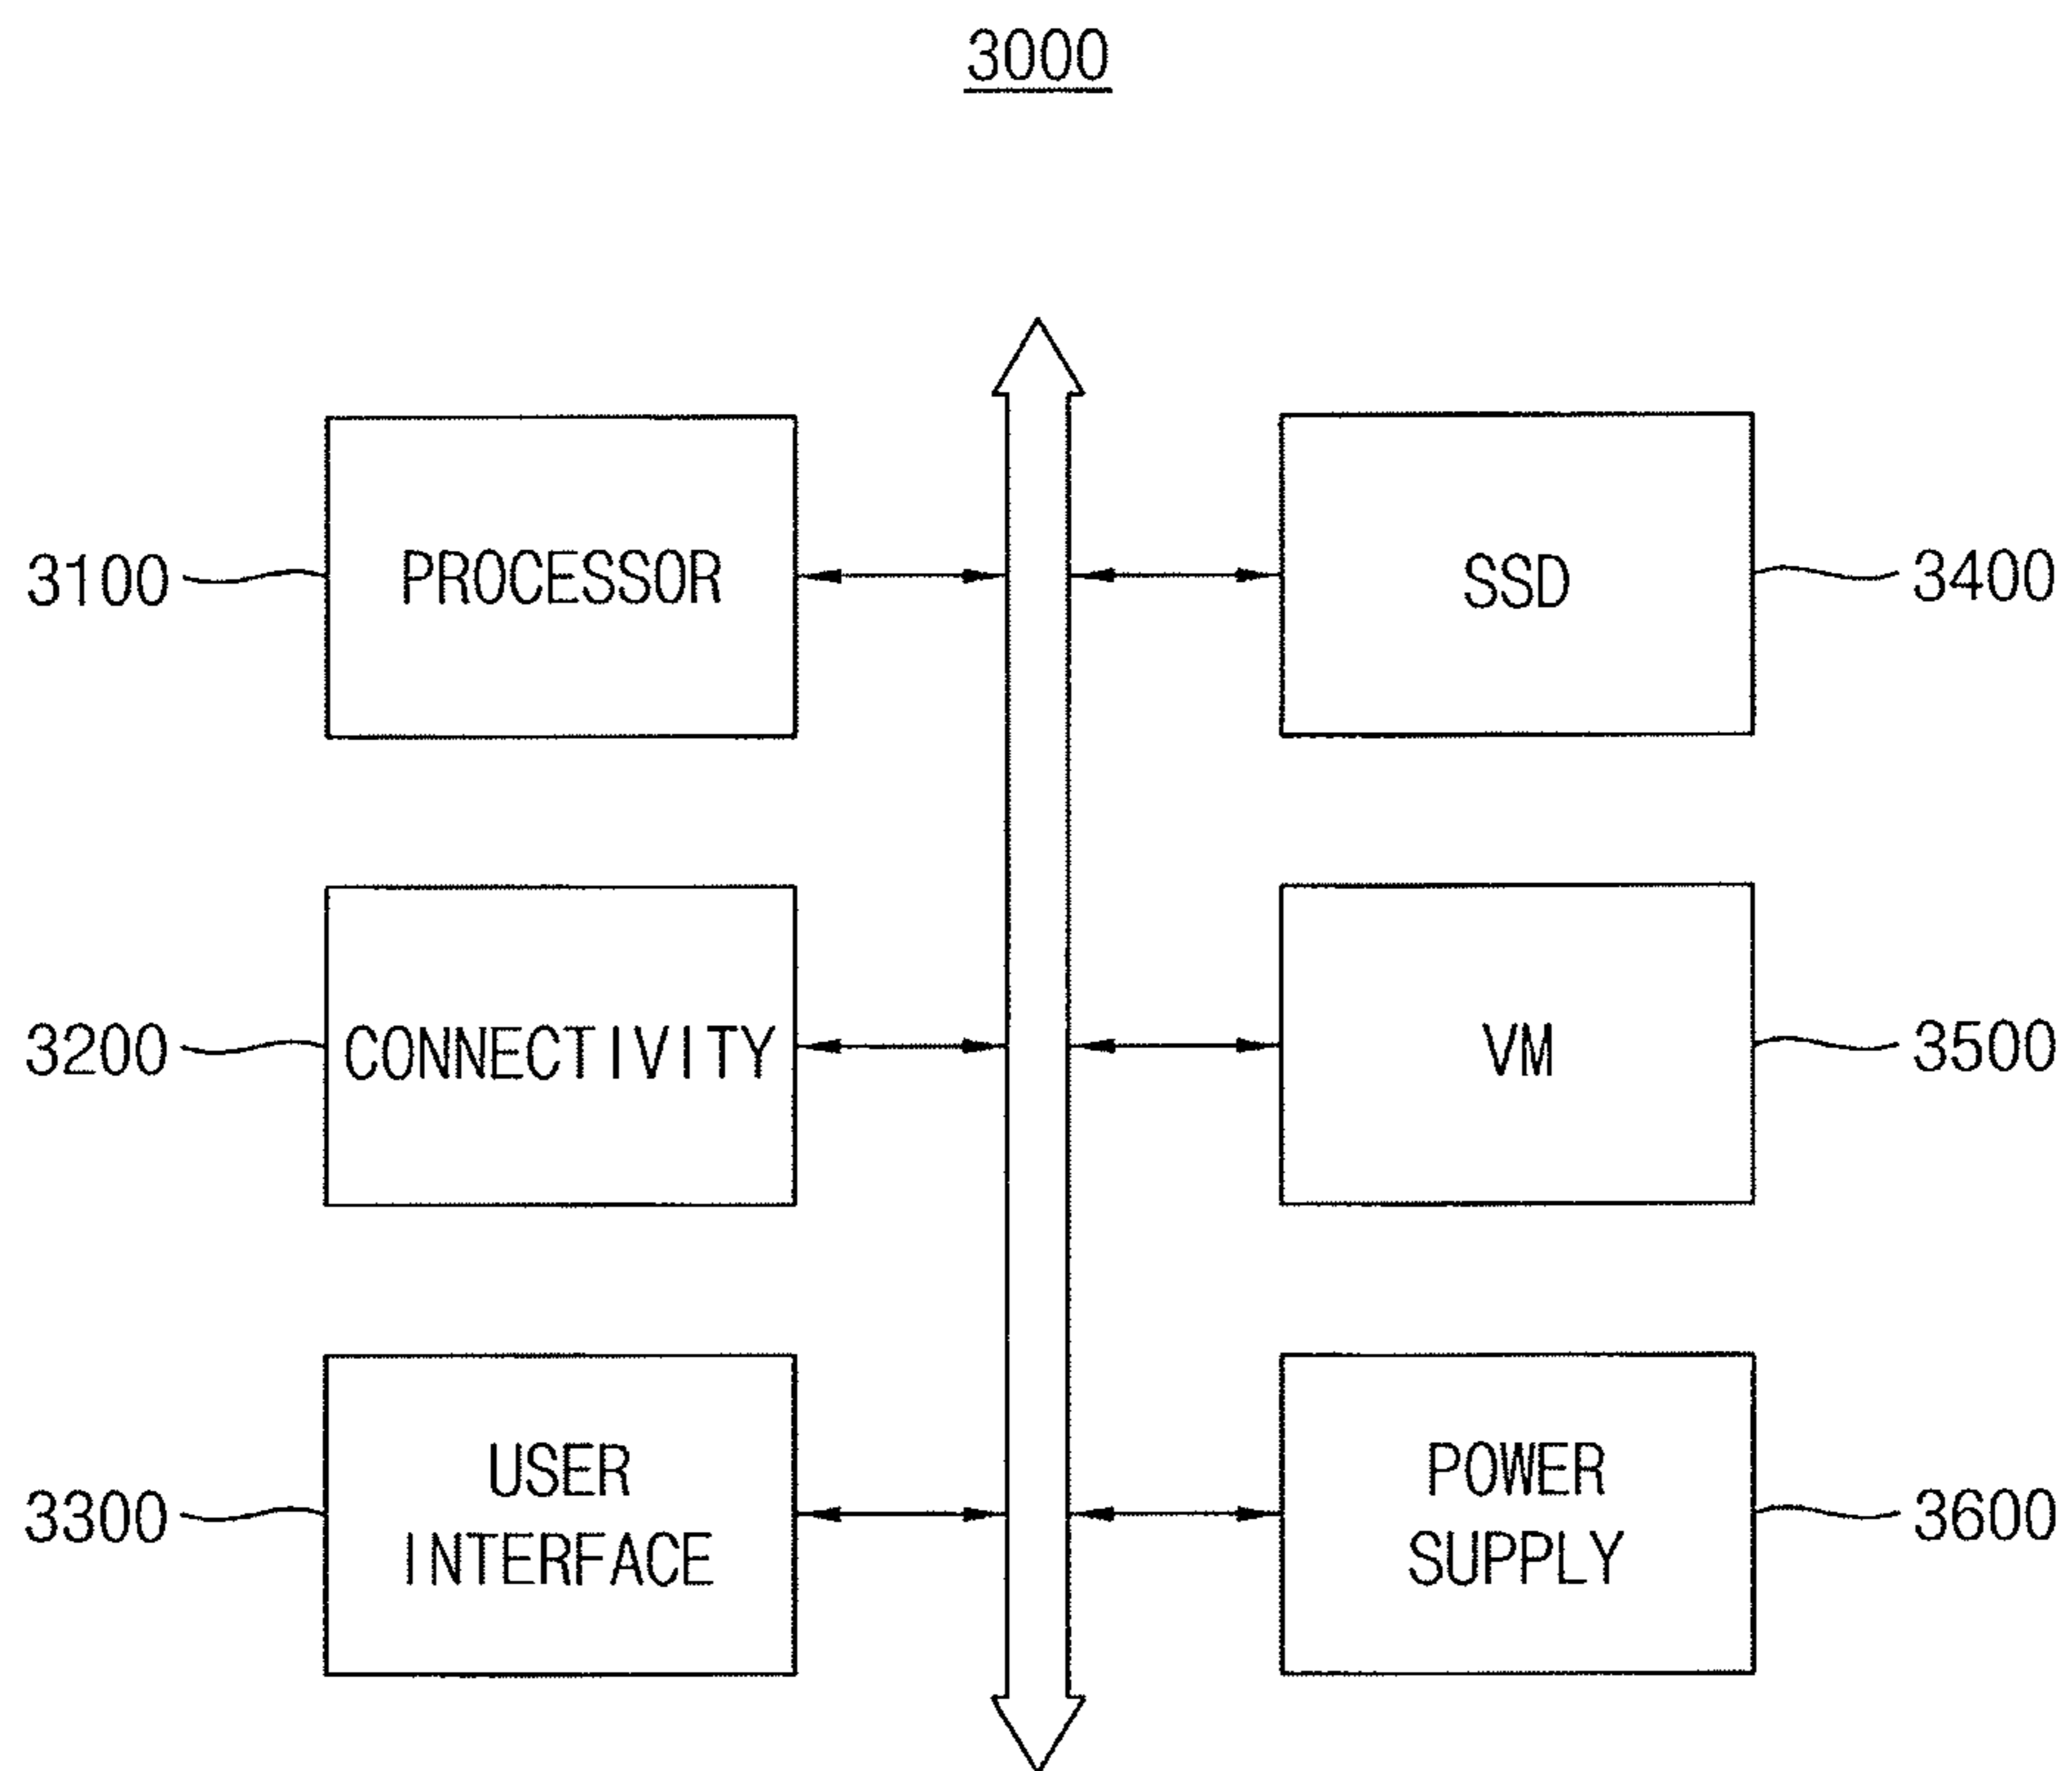 3000
3100
PROCESSOR
SSD
3400
3200
CONNECTIVITY
VM
3500
3300
USER
INTERFACE
POWER
SUPPLY
3600